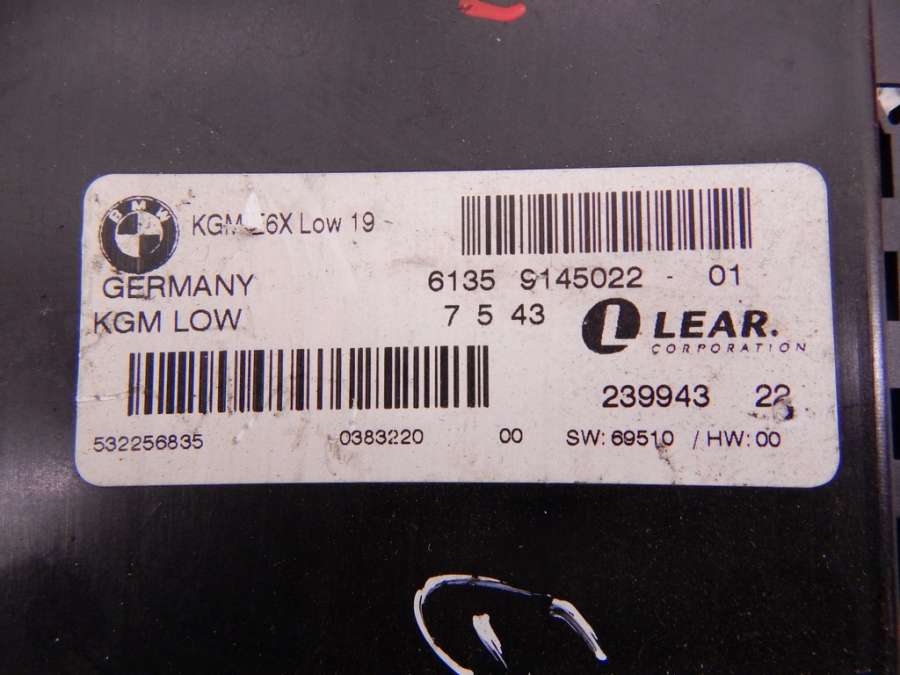 BMW
KGM E6X Low 19
GERMANY
6135 9145022 - 01
KGM LOW
7 5 43
L LEAR.
CORPORATION
239943 22
532256835 0383220 00 SW: 69510 / HW: 00